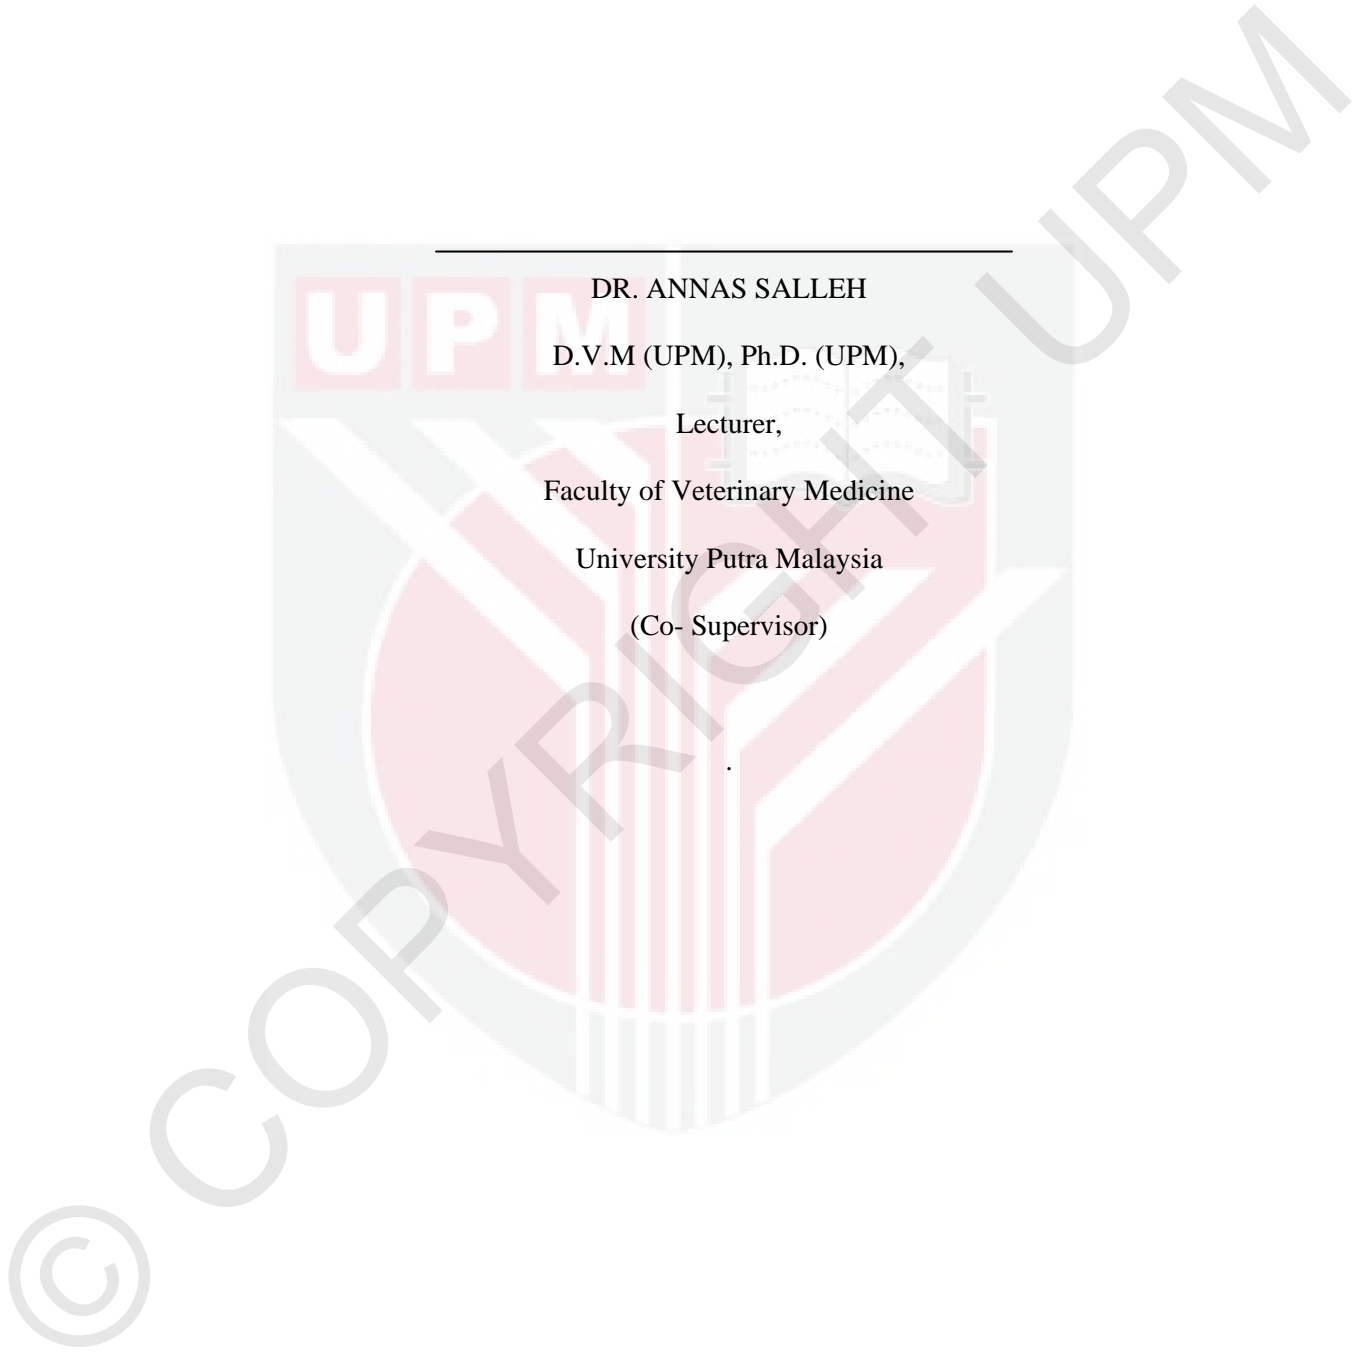 DR. ANNAS SALLEH
UPM
D.V.M (UPM), Ph.D. (UPM),
Lecturer,
Faculty of Veterinary Medicine
University Putra Malaysia
(Co- Supervisor)
.
© COPYRIGHT UPM